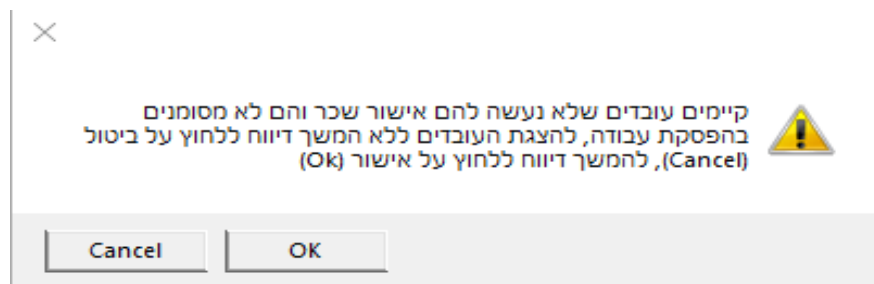 קיימים עובדים שלא נעשה להם אישור שכר והם לא מסומנים
בהפסקת עבודה, להצגת העובדים ללא המשך דיווח ללחוץ על ביטול
(Cancel), להמשך דיווח ללחוץ על אישור (Ok)
Cancel OK